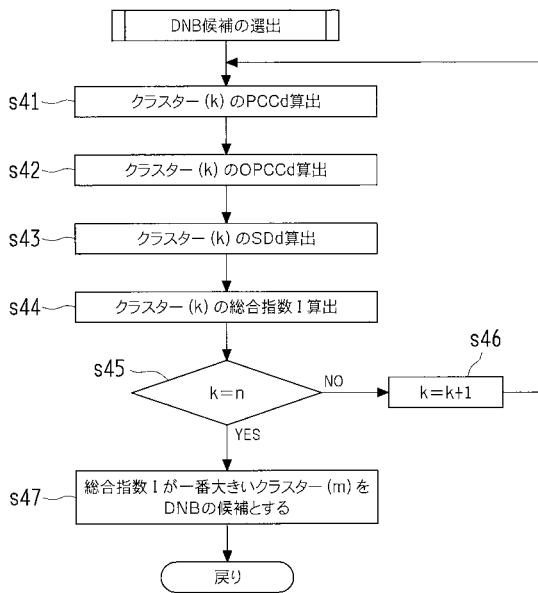 DNB候補の選出
s41
クラスター(k)のPCCd算出
s42
クラスター(k)のOPCCd算出
s43
クラスター(k)のSDd算出
s44
クラスター(k)の総合指数I算出
s45
k=n
NO
s46
k=k+1
YES
s47
総合指数Iが一番大きいクラスター(m)を
DNBの候補とする
戻り